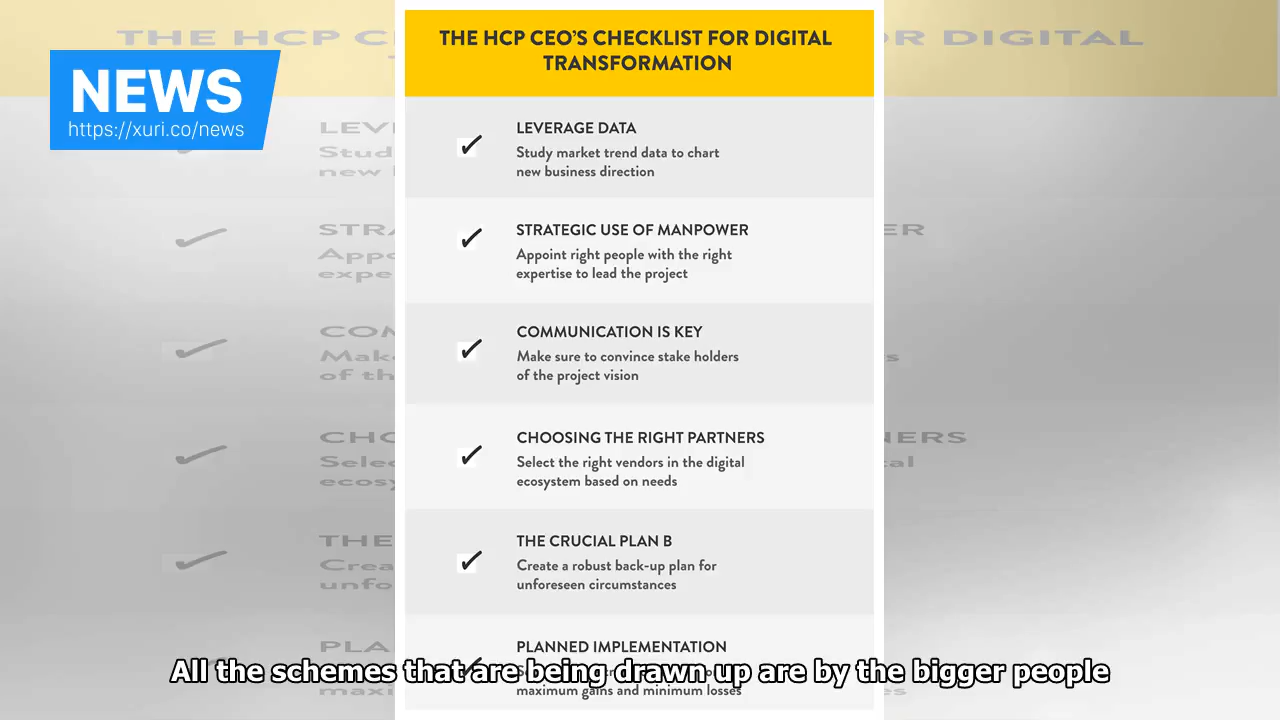 THE HCP CEO'S CHECKLIST FOR DIGITAL
TRANSFORMATION
NEWS
https://xuri.co/news
LEVERAGE DATA
Study market trend data to chart
new business direction
STRATEGIC USE OF MANPOWER
Appoint right people with the right
expertise to lead the project
COMMUNICATION IS KEY
Make sure to convince stake holders
of the project vision
CHOOSING THE RIGHT PARTNERS
Select the right vendors in the digital
ecosystem based on needs
THE CRUCIAL PLAN B
Create a robust back-up plan for
unforeseen circumstances
PLANNED IMPLEMENTATION
All the schemes that are being drawn up are by the bigger people
maximum gains and minimum losses